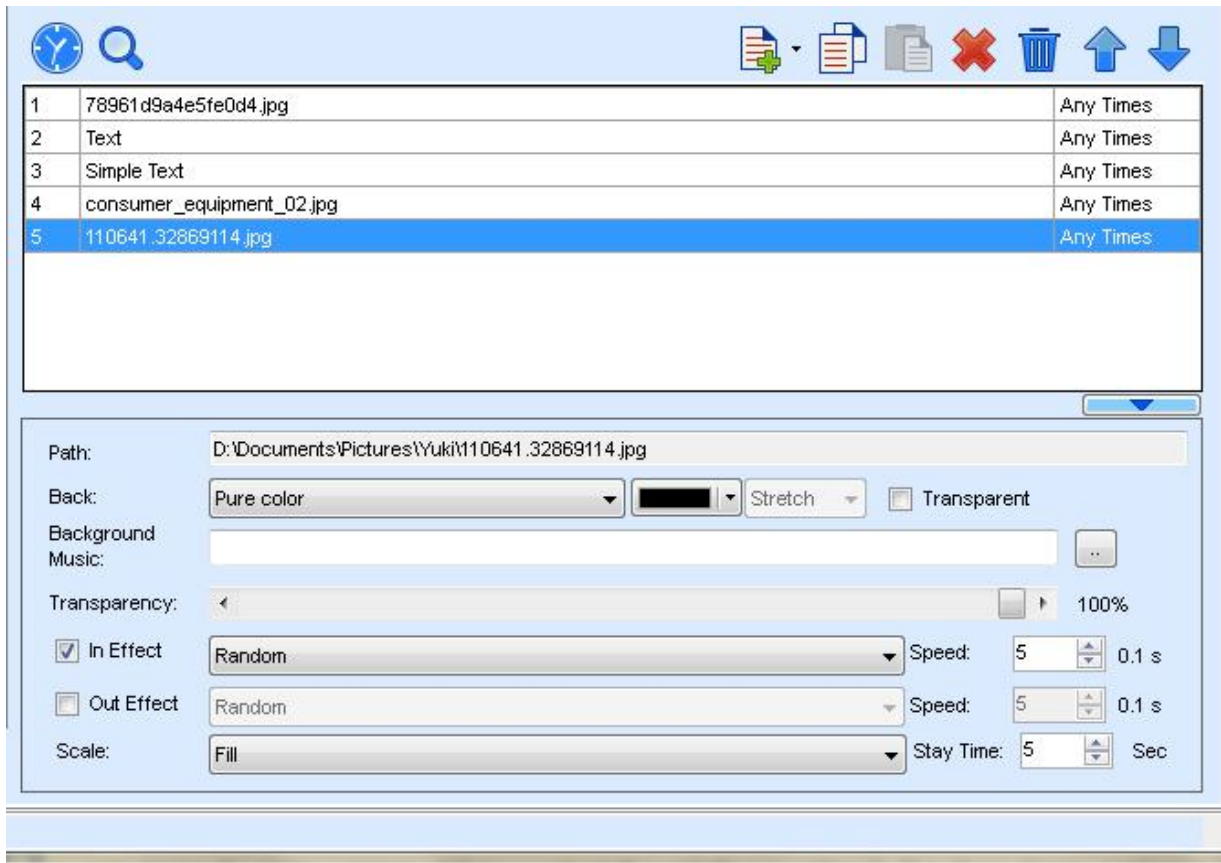 1 78961d9a4e5fe0d4.jpg Any Times
2 Text Any Times
3 Simple Text Any Times
4 consumer_equipment_02.jpg Any Times
5 110641.32869114.jpg Any Times
Path: D:\Documents\Pictures\Yuki\110641.32869114.jpg
Back: Pure color Stretch Transparent
Background
Music: ..
Transparency: 100%
In Effect Random Speed: 5 0.1 s
Out Effect Random Speed: 5 0.1 s
Scale: Fill Stay Time: 5 Sec